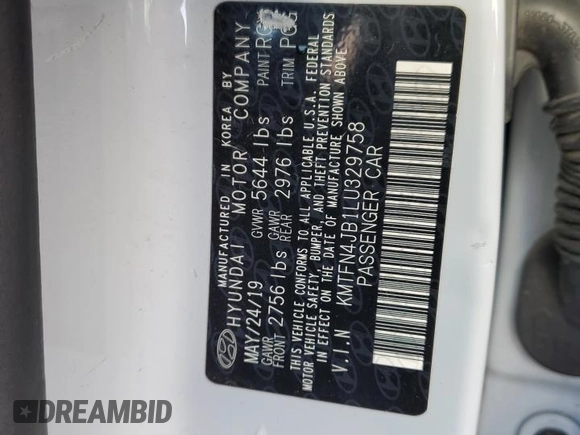 MANUFACTURED IN KOREA BY
HYUNDAI MOTOR COMPANY
MAY/24/19 GVWR 5644 lbs PAINT
GAWR FRONT 2756 lbs GAWR REAR 2976 lbs TRIM
THIS VEHICLE CONFORMS TO ALL APPLICABLE U.S.A. FEDERAL
MOTOR VEHICLE SAFETY, BUMPER, AND THEFT PREVENTION STANDARDS
IN EFFECT ON THE DATE OF MANUFACTURE SHOWN ABOVE.
V.I.N KMTFN4JB1LU329758
PASSENGER CAR
DREAMBID